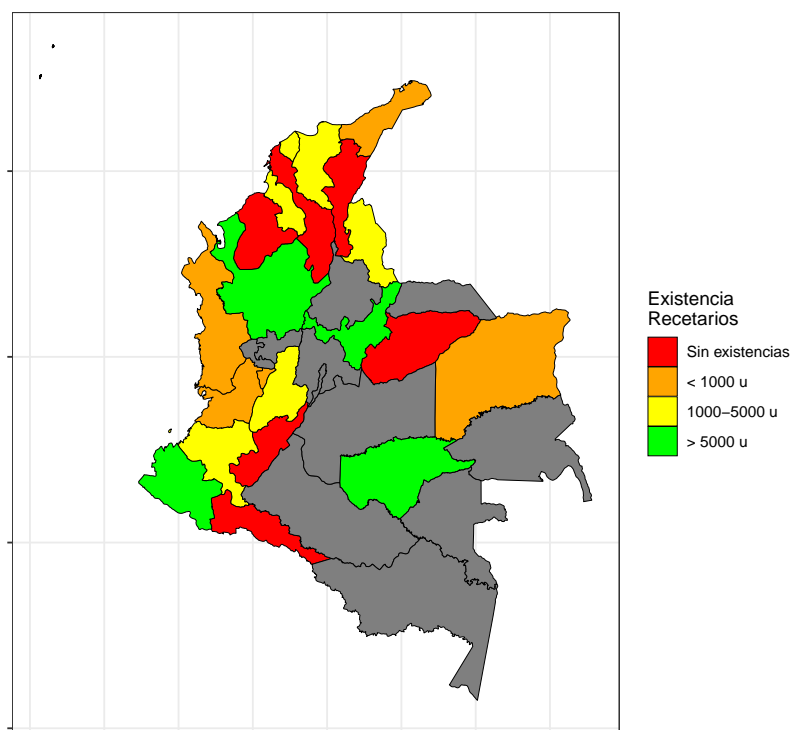 Existencia
Recetarios
Sin existencias
< 1000 u
1000−5000 u
> 5000 u